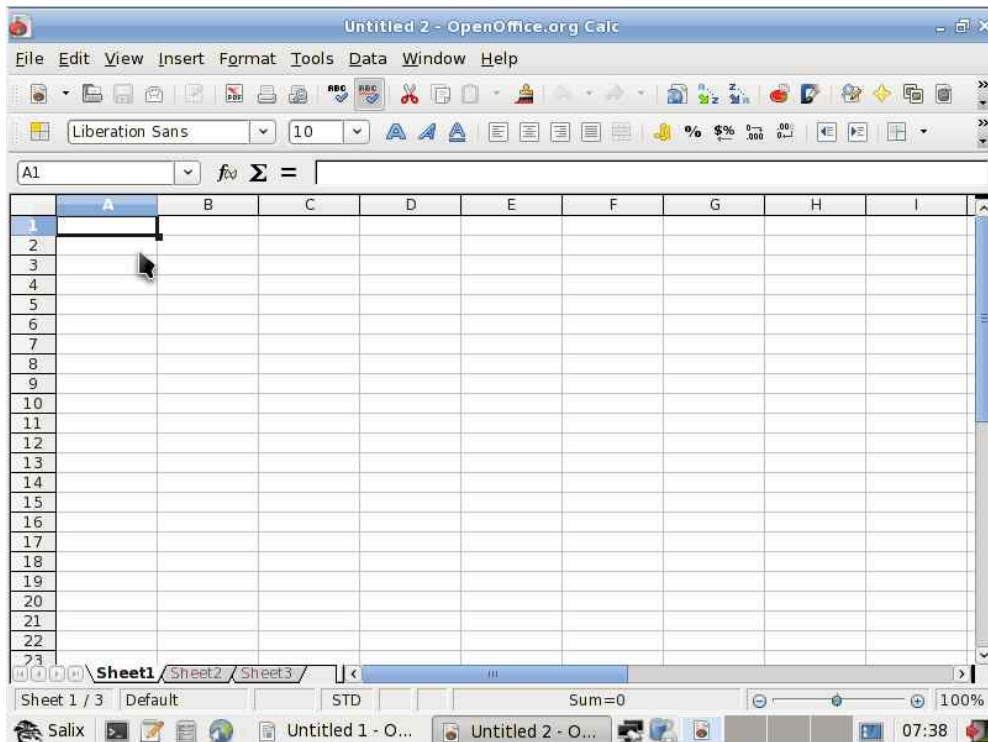 Untitled 2 - OpenOffice.org Calc
File Edit View Insert Format Tools Data Window Help
Liberation Sans 10
A1
A B C D E F G H I
1
2
3
4
5
6
7
8
9
10
11
12
13
14
15
16
17
18
19
20
21
22
23
Sheet1 Sheet2 Sheet3
Sheet 1 / 3 Default STD Sum=0 100%
Salix Untitled 1 - O... Untitled 2 - O... 07:38